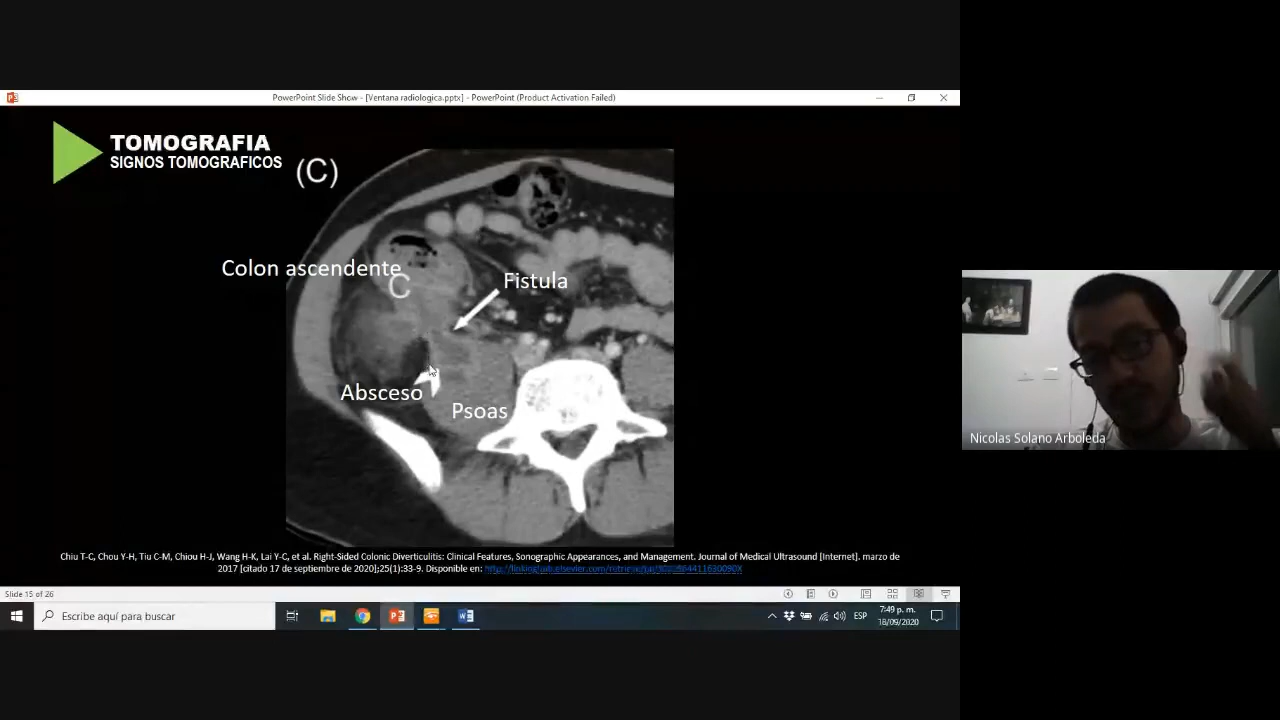 PowerPoint Slide Show - [Ventana radiologica.pptx] - PowerPoint (Product Activation Failed)
TOMOGRAFIA
SIGNOS TOMOGRAFICOS
(C)
Colon ascendente
C
Fistula
Absceso
Psoas
Nicolas Solano Arboleda
Chiu T-C, Chou Y-H, Tiu C-M, Chiou H-J, Wang H-K, Lai Y-C, et al. Right-Sided Colonic Diverticulitis: Clinical Features, Sonographic Appearances, and Management. Journal of Medical Ultrasound [Internet]. marzo de
2017 [citado 17 de septiembre de 2020];25(1):33-9. Disponible en:
Slide 15 of 26
Escribe aquí para buscar
ESP
7:49 p. m.
18/09/2020